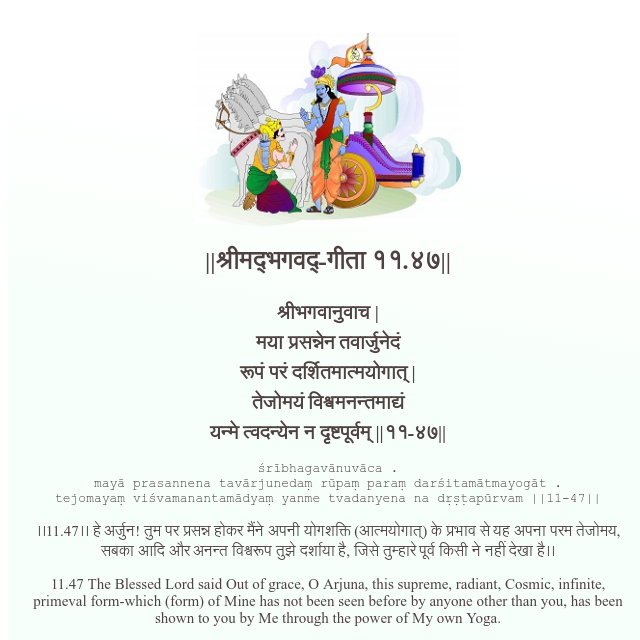 ||श्रीमद्‍भगवद्‍-गीता ११.४७||
श्रीभगवानुवाच |
मया प्रसन्नेन तवार्जुनेदं
रूपं परं दर्शितमात्मयोगात् |
तेजोमयं विश्वमनन्तमाद्यं
यन्मे त्वदन्येन न दृष्टपूर्वम् ||११-४७||
śrībhagavānuvāca .
mayā prasannena tavārjunedaṃ rūpaṃ paraṃ darśitamātmayogāt .
tejomayaṃ viśvamanantamādyaṃ yanme tvadanyena na dṛṣṭapūrvam ||11-47||
।।11.47।। हे अर्जुन! तुम पर प्रसन्न होकर मैंने अपनी योगशक्ति (आत्मयोगात्) के प्रभाव से यह अपना परम तेजोमय,
सबका आदि और अनन्त विश्वरूप तुझे दर्शाया है, जिसे तुम्हारे पूर्व किसी ने नहीं देखा है।।
11.47 The Blessed Lord said Out of grace, O Arjuna, this supreme, radiant, Cosmic, infinite,
primeval form-which (form) of Mine has not been seen before by anyone other than you, has been
shown to you by Me through the power of My own Yoga.